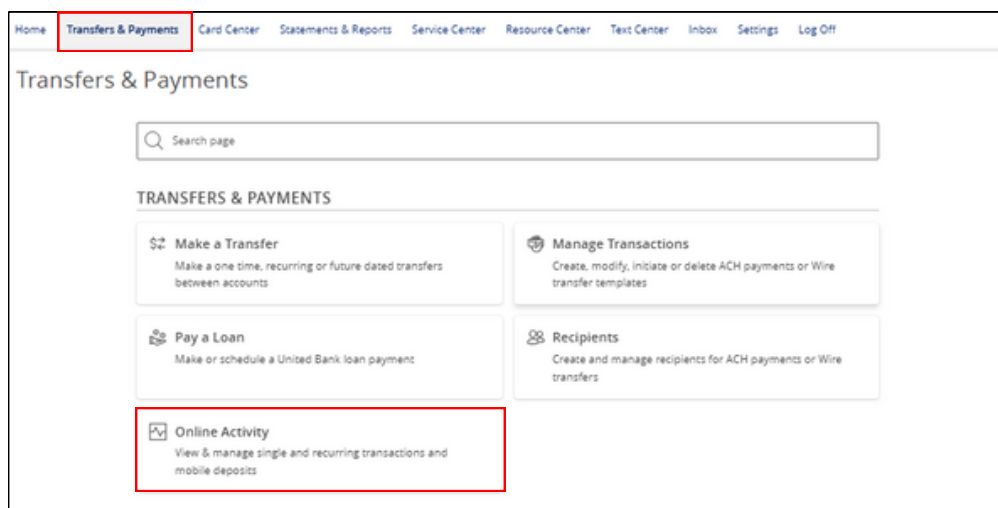 Home Transfers & Payments Card Center Statements & Reports Service Center Resource Center Text Center Inbox Settings Log Off
Transfers & Payments
Search page
TRANSFERS & PAYMENTS
Make a Transfer
Make a one time, recurring or future dated transfers
between accounts
Manage Transactions
Create, modify, initiate or delete ACH payments or Wire
transfer templates
Pay a Loan
Make or schedule a United Bank loan payment
Recipients
Create and manage recipients for ACH payments or Wire
transfers
Online Activity
View & manage single and recurring transactions and
mobile deposits